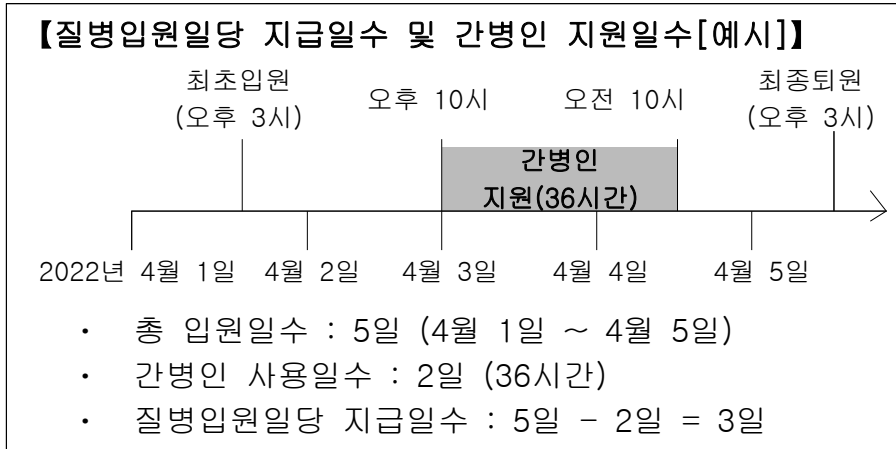 【질병입원일당 지급일수 및 간병인 지원일수[예시]】
최초입원
(오후 3시)
오후 10시
오전 10시
최종퇴원
(오후 3시)
간병인
지원(36시간)
2022년 4월 1일
4월 2일
4월 3일
4월 4일
4월 5일
· 총 입원일수 : 5일 (4월 1일 ~ 4월 5일)
· 간병인 사용일수 : 2일 (36시간)
· 질병입원일당 지급일수 : 5일 - 2일 = 3일